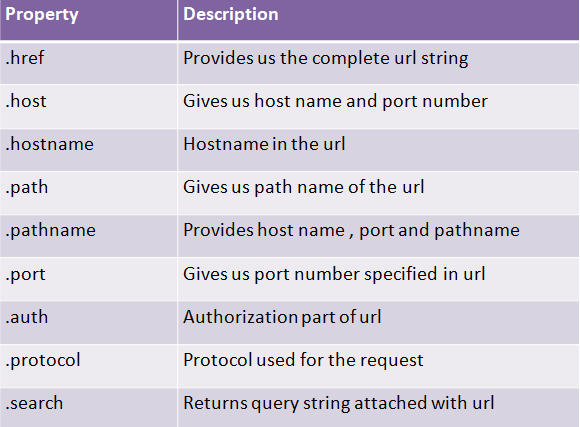 Property Description
.href Provides us the complete url string
.host Gives us host name and port number
.hostname Hostname in the url
.path Gives us path name of the url
.pathname Provides host name , port and pathname
.port Gives us port number specified in url
.auth Authorization part of url
.protocol Protocol used for the request
.search Returns query string attached with url